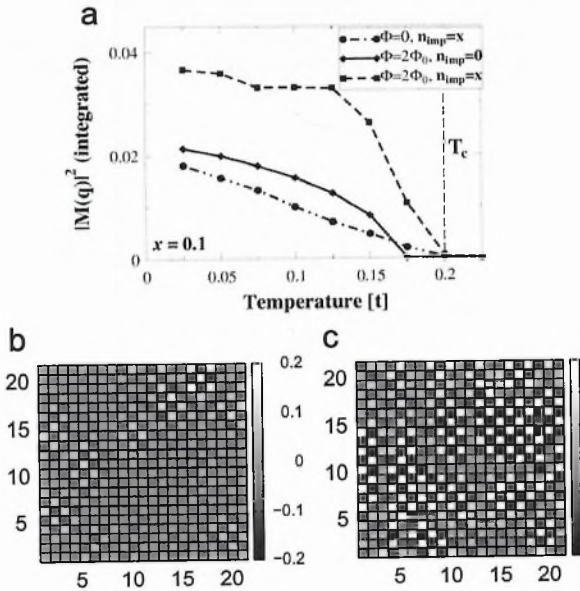 a
|M(q)|² (integrated)
0.04
0.02
0
Φ=0, n_imp=x
Φ=2Φ₀, n_imp=0
Φ=2Φ₀, n_imp=x
T_c
x = 0.1
0 0.05 0.1 0.15 0.2
Temperature [t]
b
20
15
10
5
5 10 15 20
0.2
0.1
0
−0.1
−0.2
c
20
15
10
5
5 10 15 20